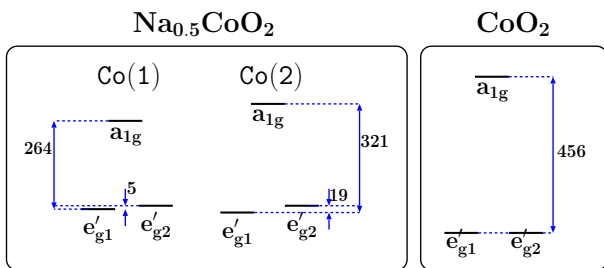 Na₀.₅CoO₂
CoO₂
Co(1)
Co(2)
a₁g
a₁g
a₁g
264
5
321
19
456
e′g1
e′g2
e′g1
e′g2
e′g1
e′g2